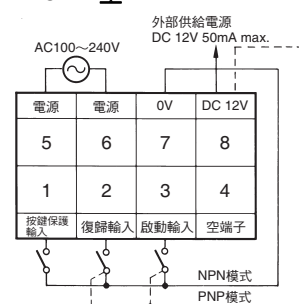 型
外部供給電源
DC 12V 50mA max.
AC100～240V
電源 電源 0V DC 12V
5 6 7 8
1 2 3 4
按鍵保護
輸入
復歸輸入 啟動輸入 空端子
NPN模式
PNP模式